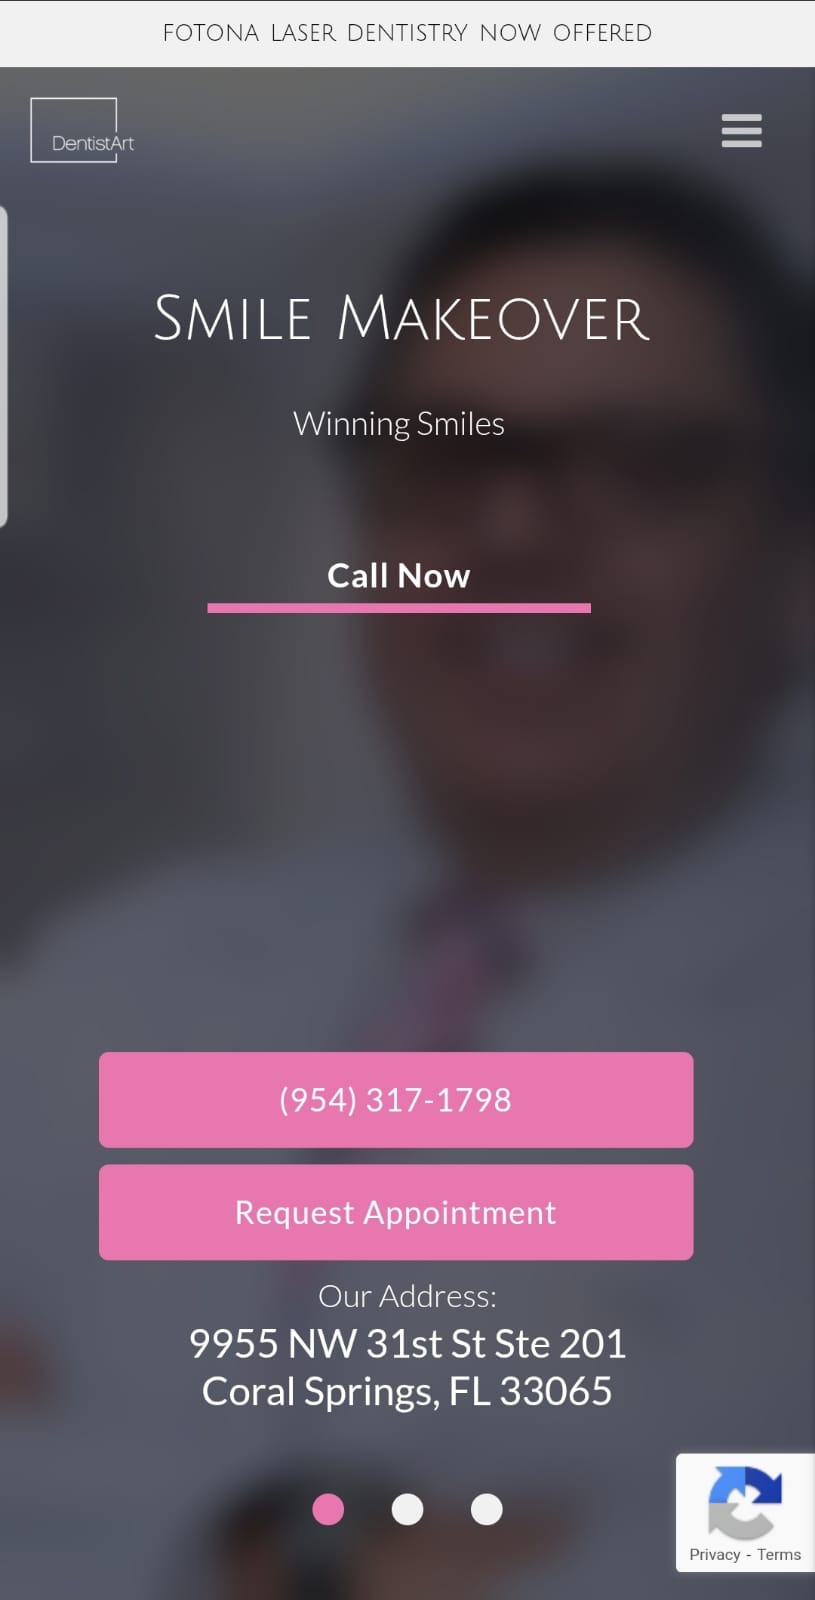 FOTONA LASER DENTISTRY NOW OFFERED
DentistArt
SMILE MAKEOVER
Winning Smiles
Call Now
(954) 317-1798
Request Appointment
Our Address:
9955 NW 31st St Ste 201
Coral Springs, FL 33065
Privacy - Terms